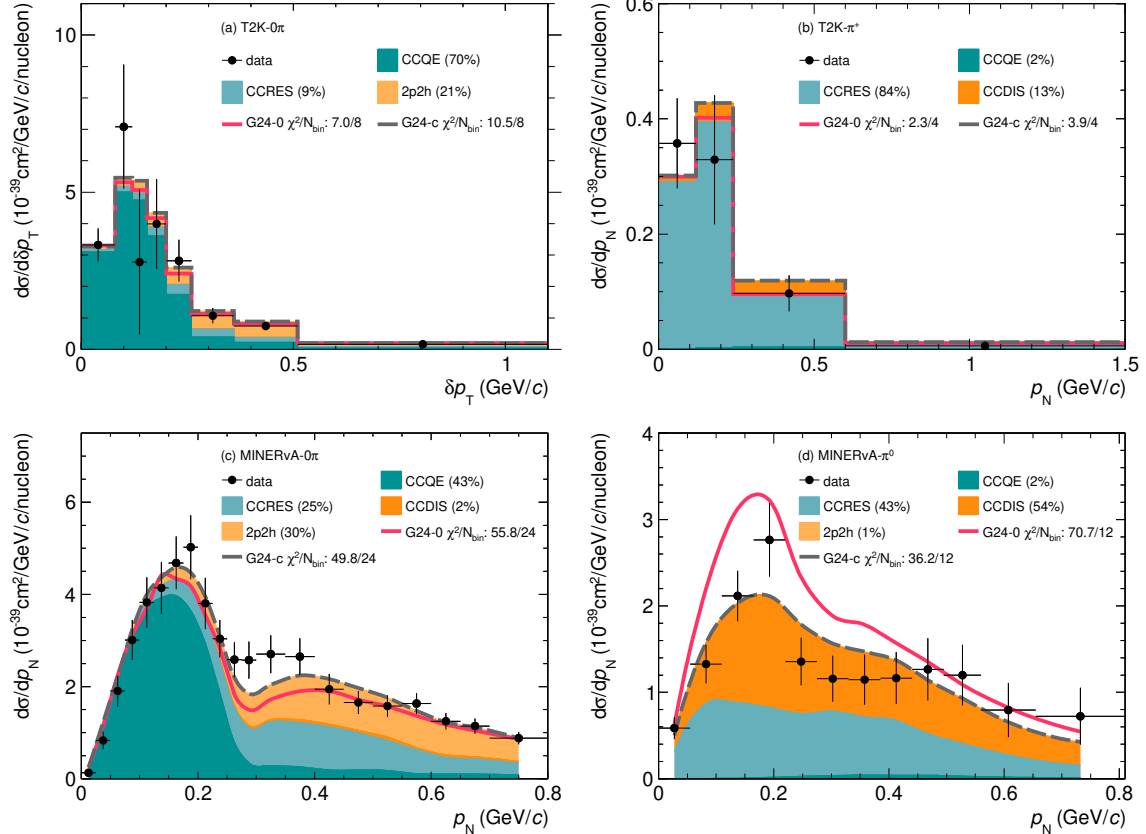 (a) T2K-0π
data
CCQE (70%)
CCRES (9%)
2p2h (21%)
G24-0 χ²/N_bin: 7.0/8
G24-c χ²/N_bin: 10.5/8
dσ/dδp_T (10⁻³⁹cm²/GeV/c/nucleon)
10
5
0
0 0.5 1
δp_T (GeV/c)
(b) T2K-π⁺
data
CCQE (2%)
CCRES (84%)
CCDIS (13%)
G24-0 χ²/N_bin: 2.3/4
G24-c χ²/N_bin: 3.9/4
dσ/dp_N (10⁻³⁹cm²/GeV/c/nucleon)
0.6
0.4
0.2
0
0 0.5 1 1.5
p_N (GeV/c)
(c) MINERvA-0π
data
CCQE (43%)
CCRES (25%)
CCDIS (2%)
2p2h (30%)
G24-0 χ²/N_bin: 55.8/24
G24-c χ²/N_bin: 49.8/24
dσ/dp_N (10⁻³⁹cm²/GeV/c/nucleon)
6
4
2
0
0 0.2 0.4 0.6 0.8
p_N (GeV/c)
(d) MINERvA-π⁰
data
CCQE (2%)
CCRES (43%)
CCDIS (54%)
2p2h (1%)
G24-0 χ²/N_bin: 70.7/12
G24-c χ²/N_bin: 36.2/12
dσ/dp_N (10⁻³⁹cm²/GeV/c/nucleon)
4
3
2
1
0
0 0.2 0.4 0.6 0.8
p_N (GeV/c)